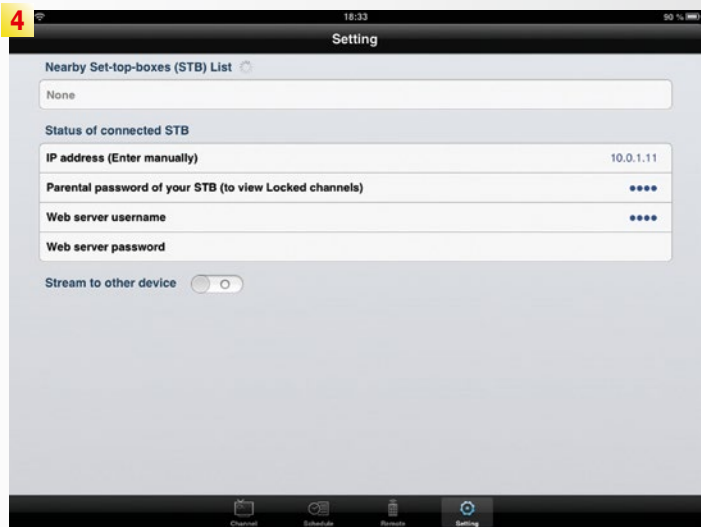 4
18:33
90 %
Setting
Nearby Set-top-boxes (STB) List
None
Status of connected STB
IP address (Enter manually) 10.0.1.11
Parental password of your STB (to view Locked channels) ••••
Web server username ••••
Web server password
Stream to other device
Channel Schedule Remote Setting